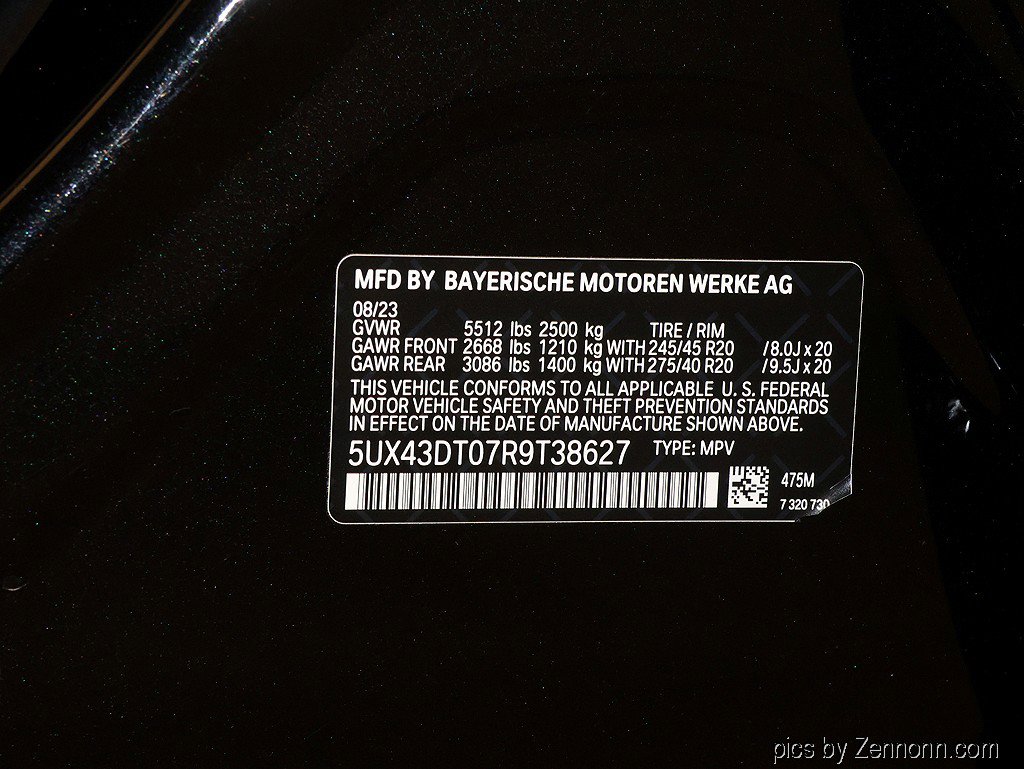 MFD BY BAYERISCHE MOTOREN WERKE AG
08/23
GVWR 5512 lbs 2500 kg TIRE / RIM
GAWR FRONT 2668 lbs 1210 kg WITH 245/45 R20 /8.0J x 20
GAWR REAR 3086 lbs 1400 kg WITH 275/40 R20 /9.5J x 20
THIS VEHICLE CONFORMS TO ALL APPLICABLE U. S. FEDERAL
MOTOR VEHICLE SAFETY AND THEFT PREVENTION STANDARDS
IN EFFECT ON THE DATE OF MANUFACTURE SHOWN ABOVE.
5UX43DT07R9T38627 TYPE: MPV
475M
7 320 730
pics by Zennonn.com